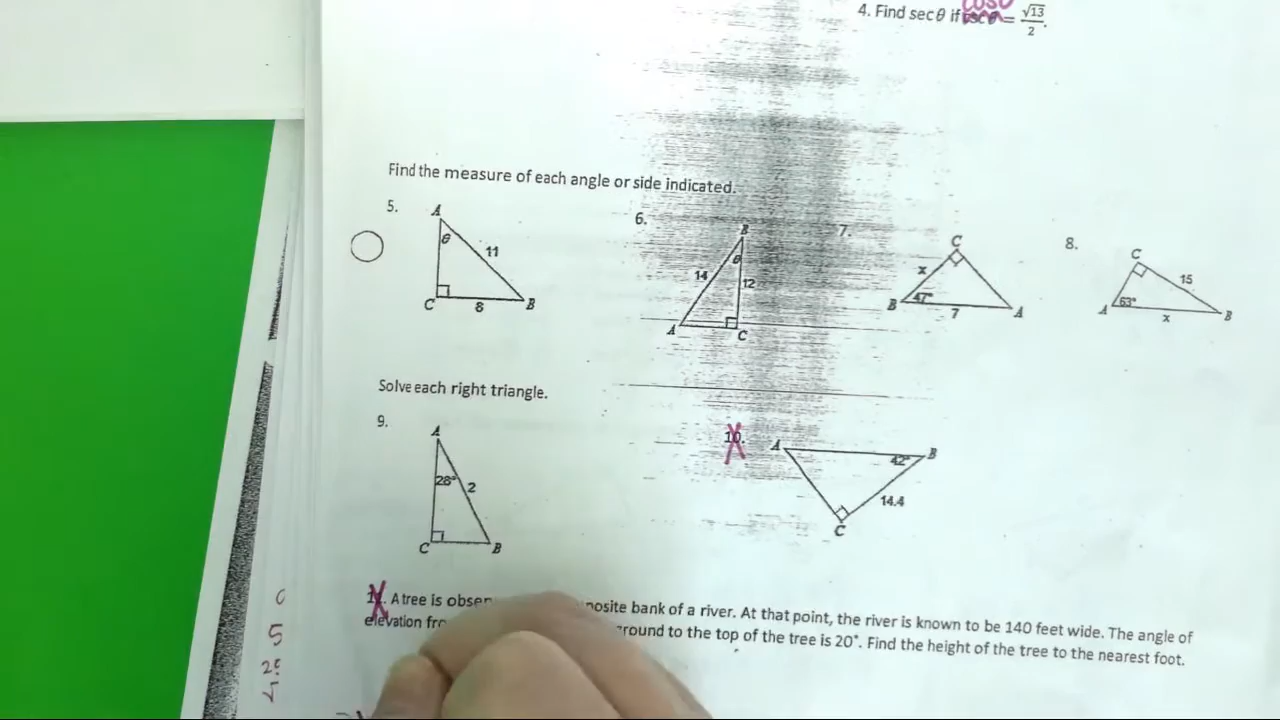 cosθ
4. Find sec θ if csc θ = √13/2.
Find the measure of each angle or side indicated.
5.
A
θ
11
C
8
B
6.
B
θ
14
12
A
C
7.
C
x
B
47°
7
A
8.
C
15
A
63°
x
B
Solve each right triangle.
9.
A
28°
2
C
B
10.
A
42°
B
14.4
C
11. A tree is obser
posite bank of a river. At that point, the river is known to be 140 feet wide. The angle of
elevation fro
round to the top of the tree is 20°. Find the height of the tree to the nearest foot.
5